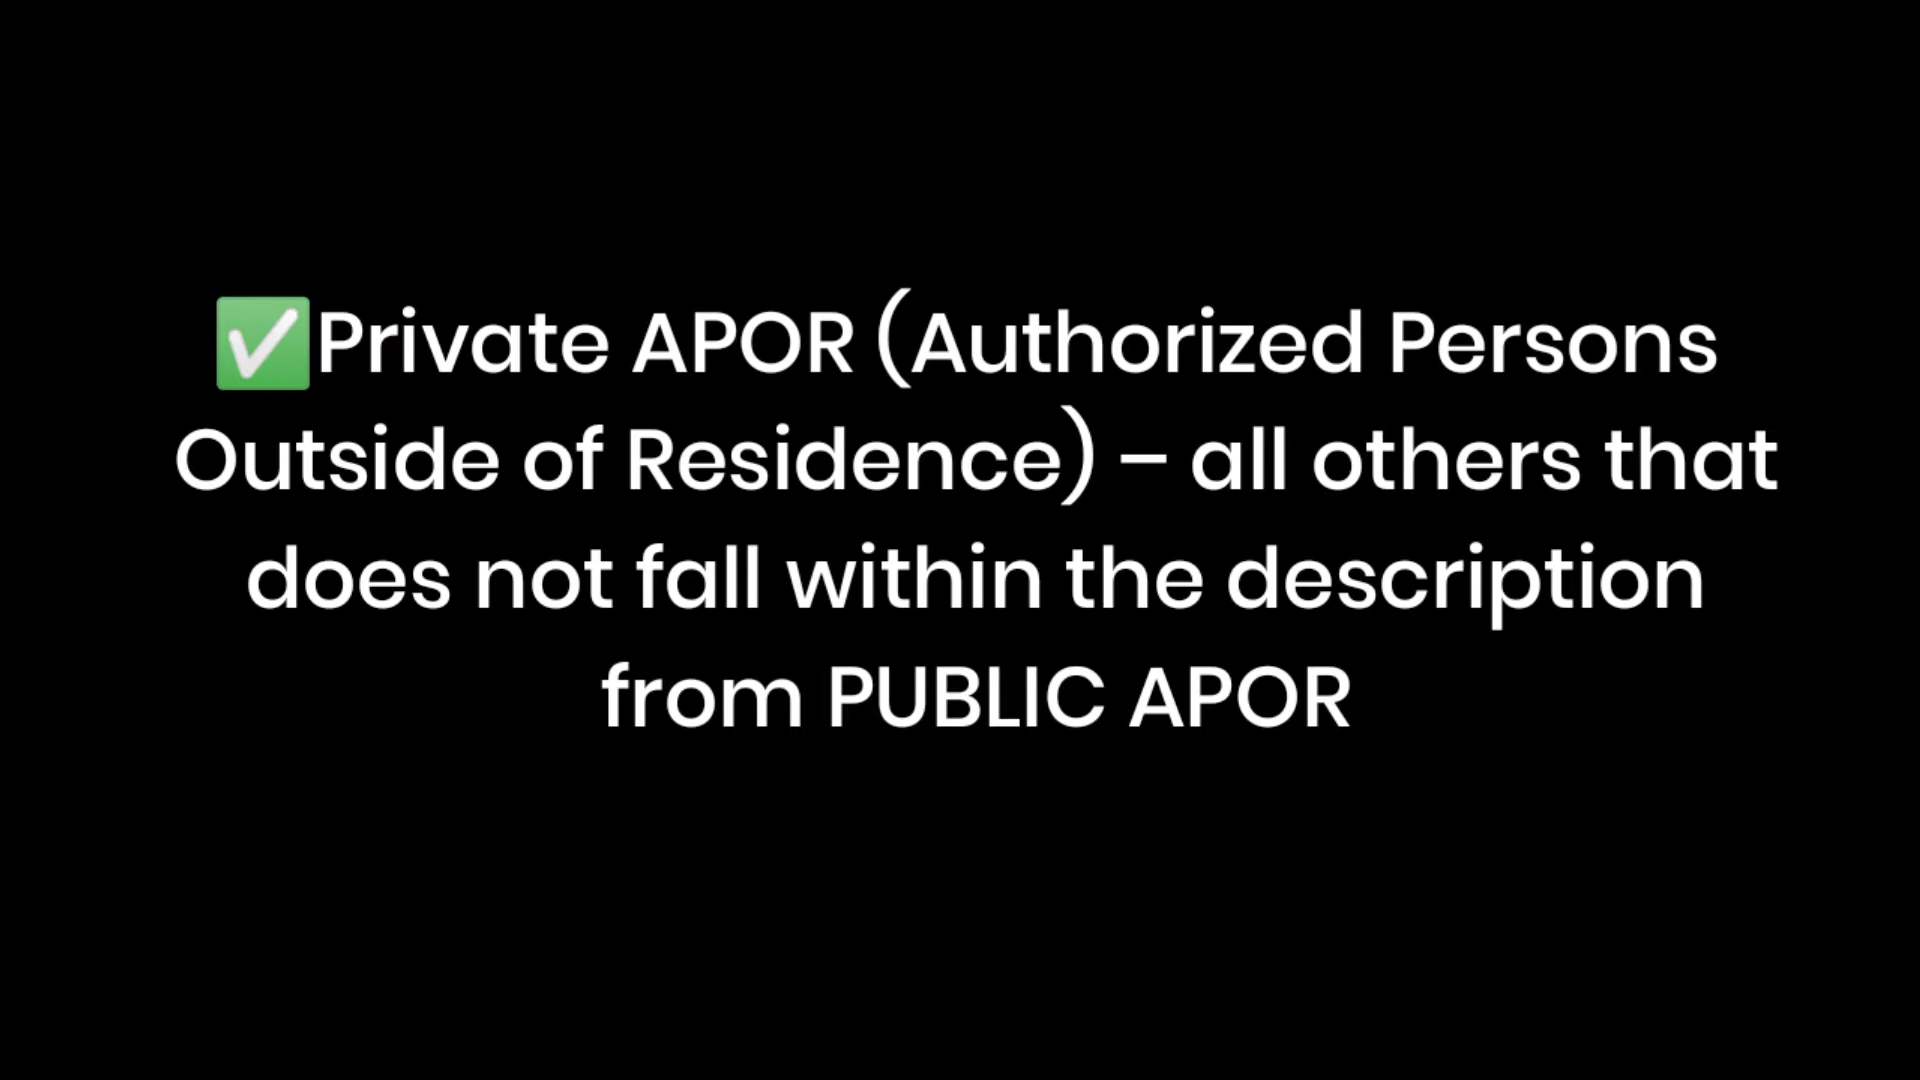 ✅Private APOR (Authorized Persons
Outside of Residence) – all others that
does not fall within the description
from PUBLIC APOR